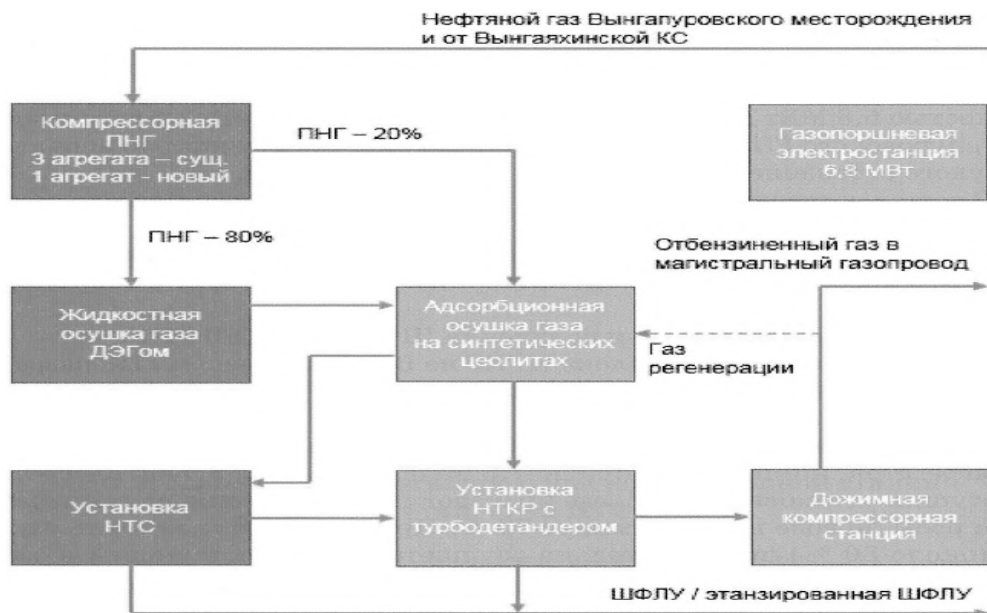 Нефтяной газ Вынгапуровского месторождения
и от Вынгаяхинской КС
Компрессорная
ПНГ
3 агрегата – сущ.
1 агрегат - новый
ПНГ – 20%
Газопоршневая
электростанция
6,8 МВт
ПНГ – 80%
Отбензиненный газ в
магистральный газопровод
Жидкостная
осушка газа
ДЭГом
Адсорбционная
осушка газа
на синтетических
цеолитах
Газ
регенерации
Установка
НТС
Установка
НТКР с
турбодетандером
Дожимная
компрессорная
станция
ШФЛУ / этанизированная ШФЛУ